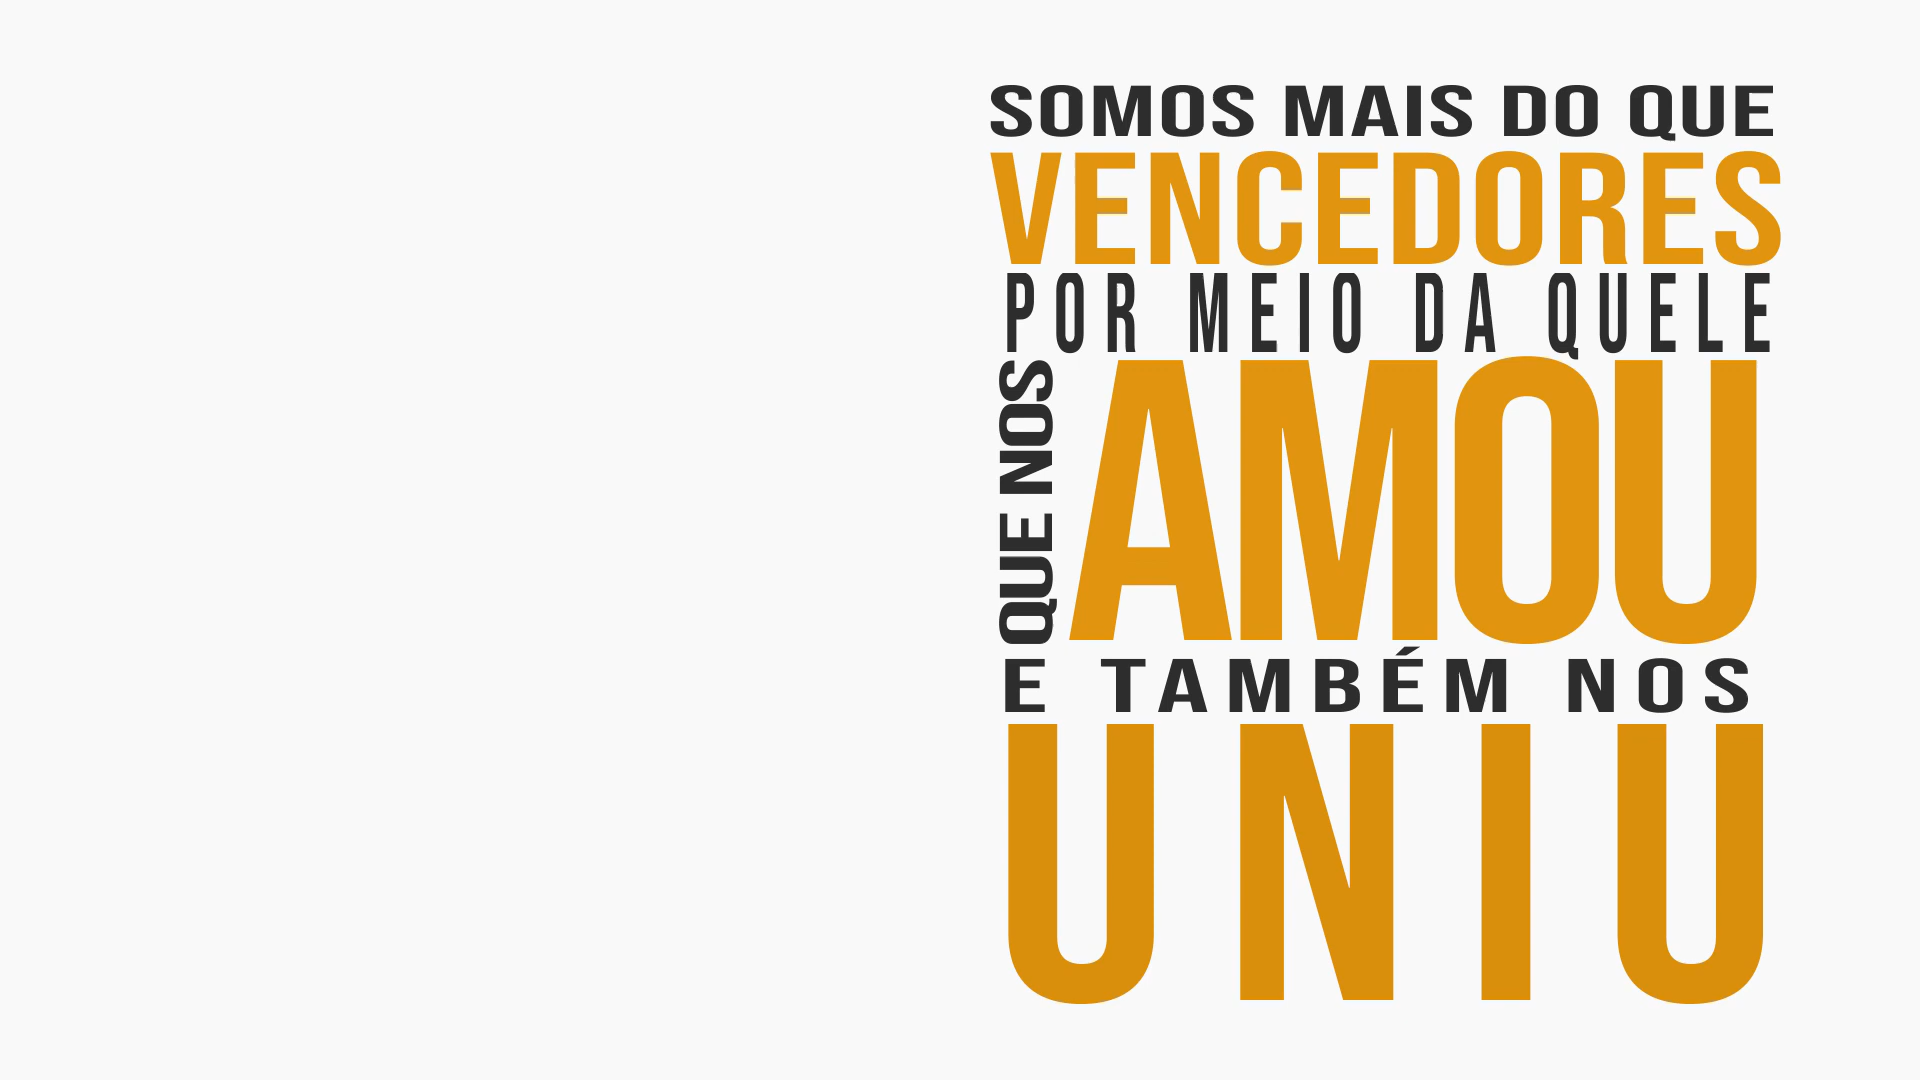 SOMOS MAIS DO QUE
VENCEDORES
POR MEIO DA QUELE
QUE NOS
AMOU
E TAMBÉM NOS
UNIU